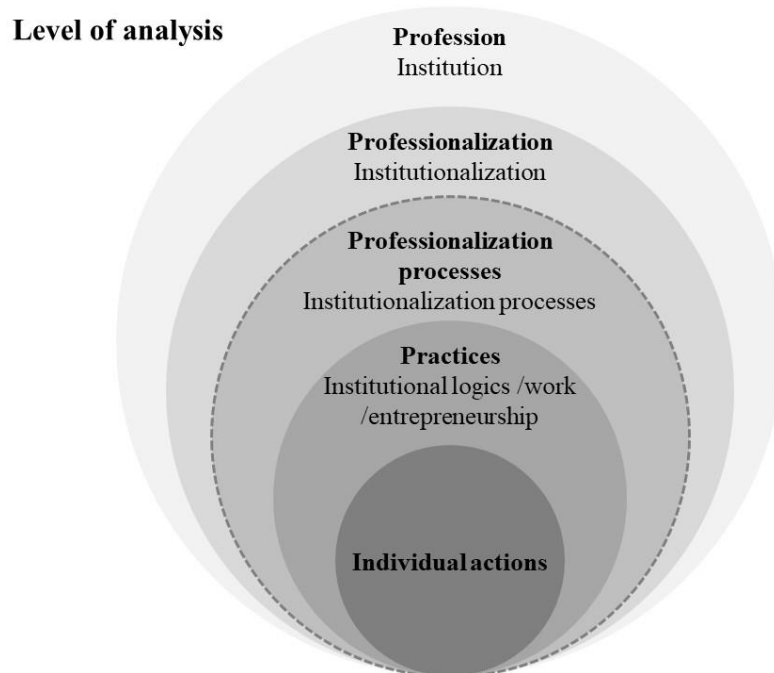 Level of analysis
Profession
Institution
Professionalization
Institutionalization
Professionalization
processes
Institutionalization processes
Practices
Institutional logics /work
/entrepreneurship
Individual actions